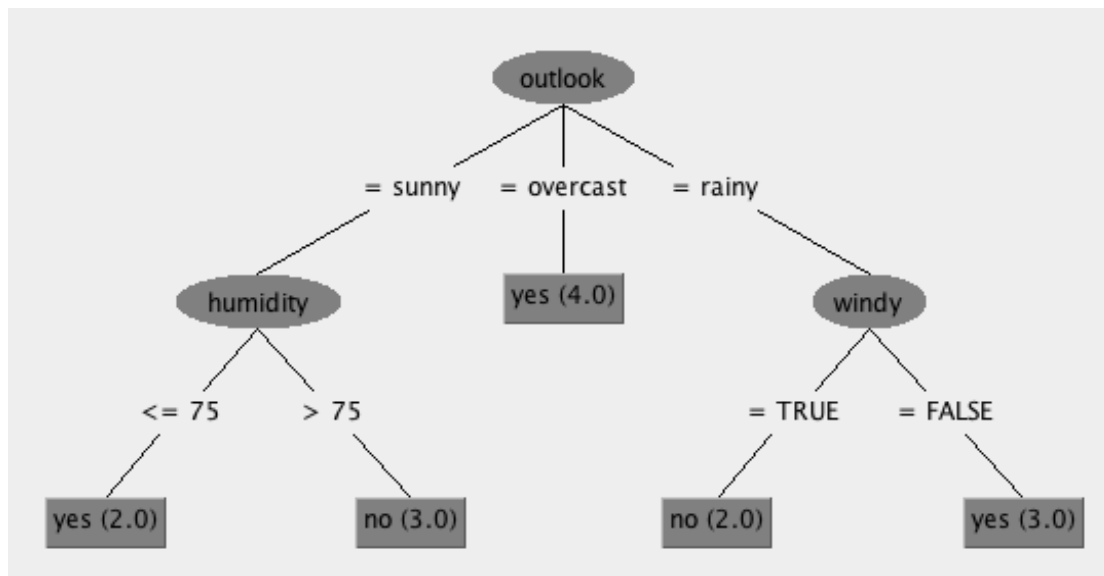 outlook
= sunny = overcast = rainy
humidity yes (4.0) windy
<= 75 > 75 = TRUE = FALSE
yes (2.0) no (3.0) no (2.0) yes (3.0)